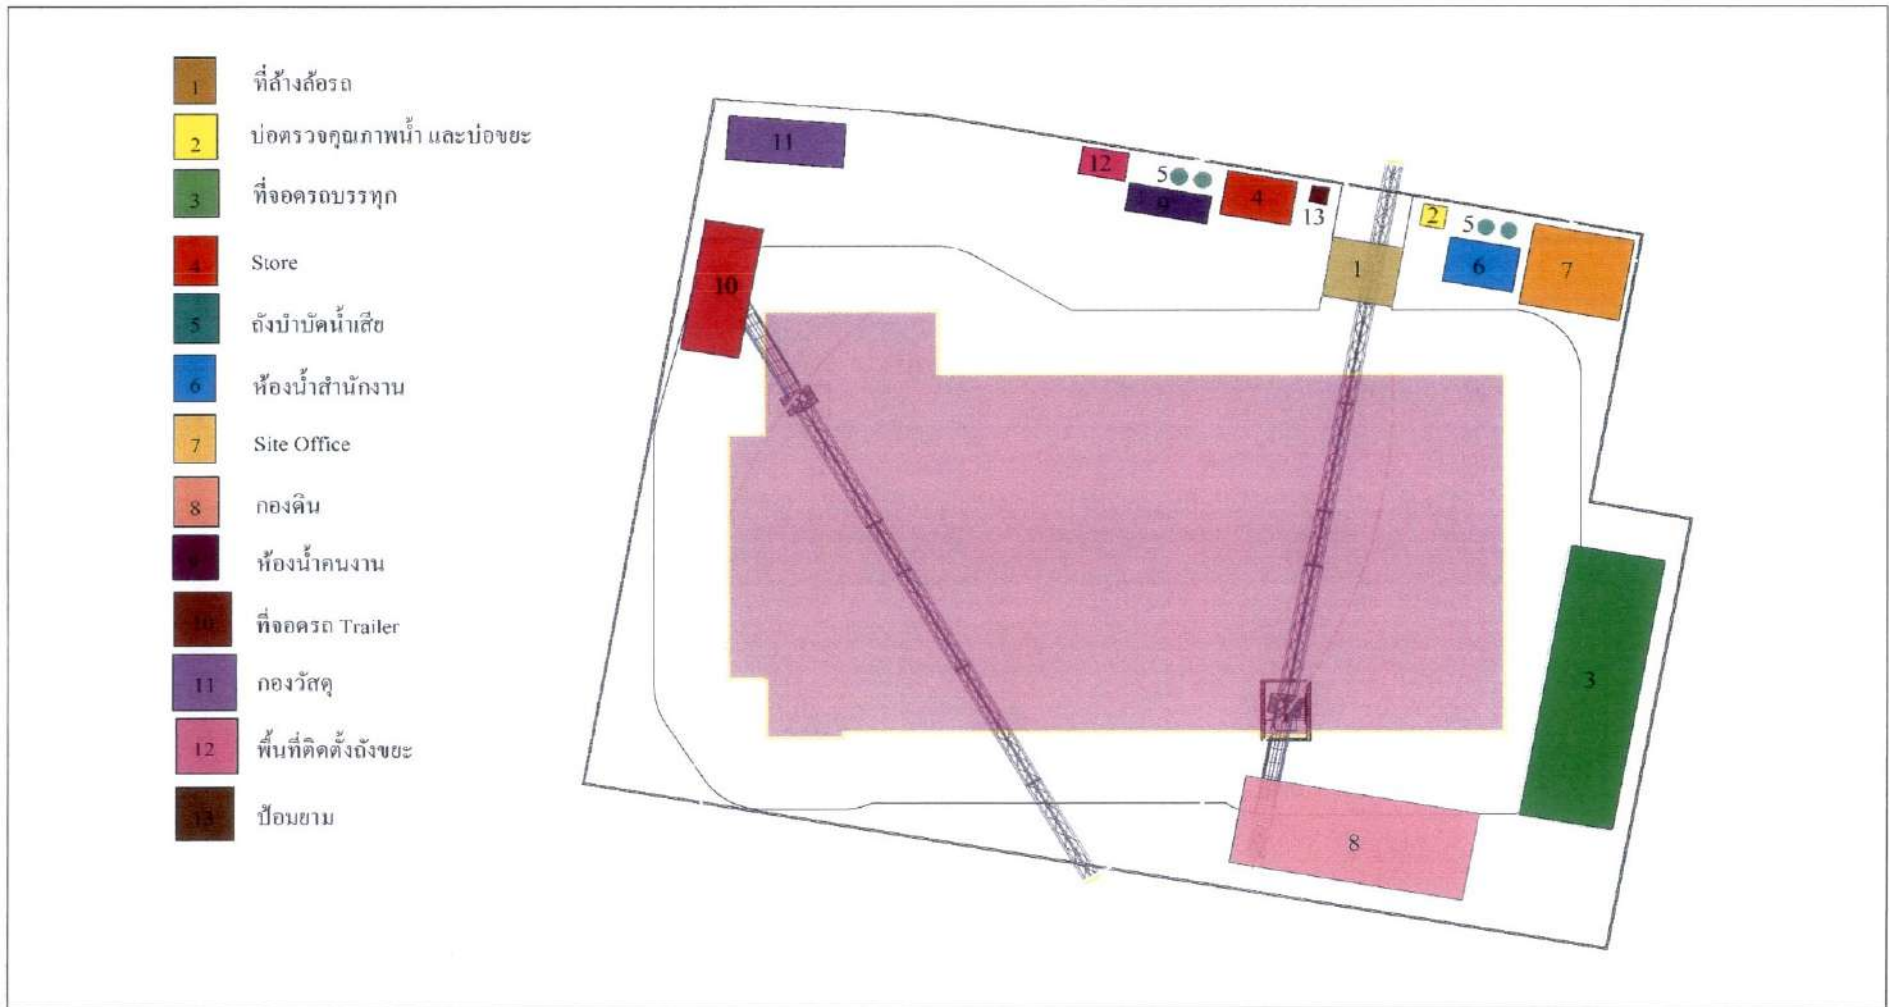 1 ที่ล้างล้อรถ
2 บ่อตรวจคุณภาพน้ำ และบ่อขยะ
3 ที่จอดรถบรรทุก
4 Store
5 ถังบำบัดน้ำเสีย
6 ห้องน้ำสำนักงาน
7 Site Office
8 กองดิน
9 ห้องน้ำคนงาน
10 ที่จอดรถ Trailer
11 กองวัสดุ
12 พื้นที่ติดตั้งถังขยะ
13 ป้อมยาม
11
12
5
9
4
13
2
5
1
6
7
10
3
8